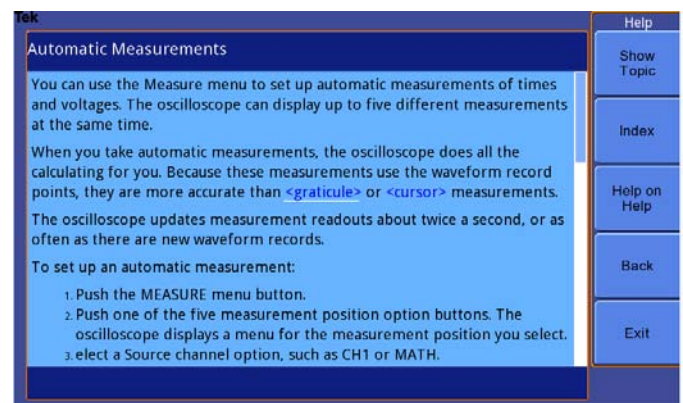 Tek
Automatic Measurements
You can use the Measure menu to set up automatic measurements of times
and voltages. The oscilloscope can display up to five different measurements
at the same time.
When you take automatic measurements, the oscilloscope does all the
calculating for you. Because these measurements use the waveform record
points, they are more accurate than <graticule> or <cursor> measurements.
The oscilloscope updates measurement readouts about twice a second, or as
often as there are new waveform records.
To set up an automatic measurement:
1. Push the MEASURE menu button.
2. Push one of the five measurement position option buttons. The
oscilloscope displays a menu for the measurement position you select.
3. elect a Source channel option, such as CH1 or MATH.
Help
Show
Topic
Index
Help on
Help
Back
Exit